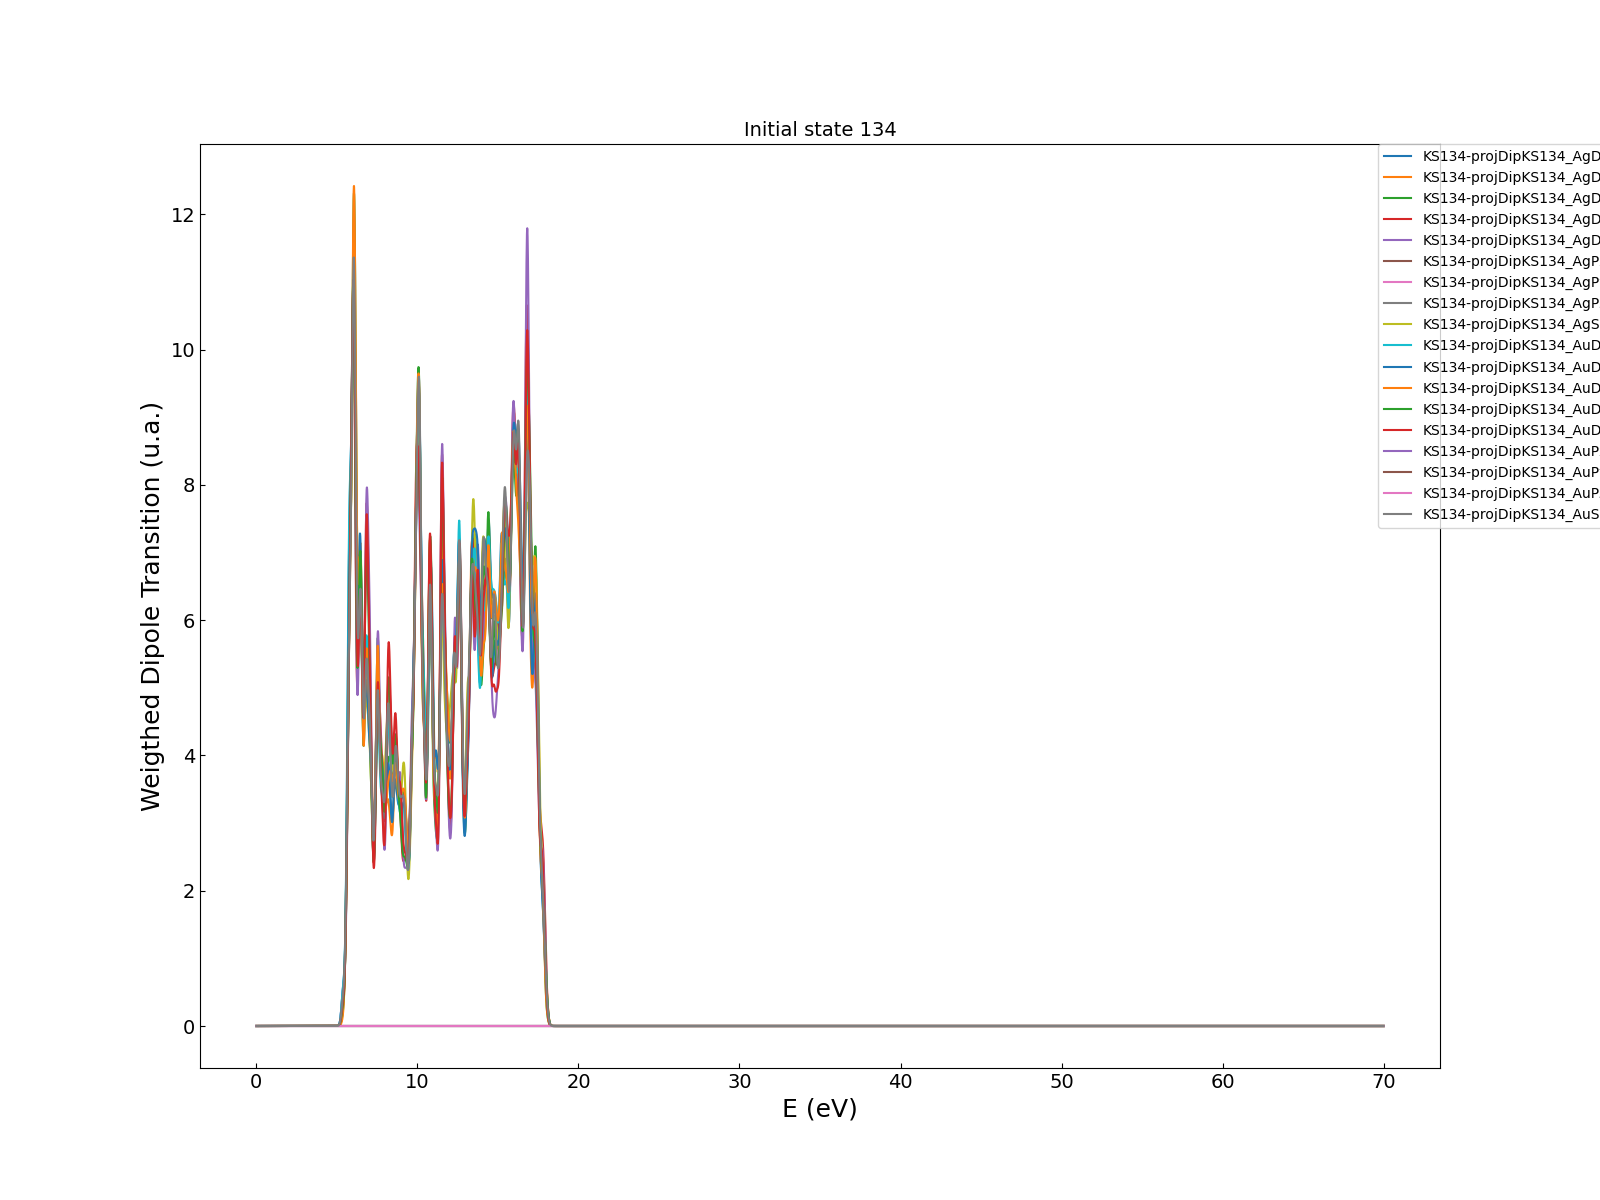 Initial state 134
Weigthed Dipole Transition (u.a.)
12
10
8
6
4
2
0
0 10 20 30 40 50 60 70
E (eV)
KS134-projDipKS134_AgD
KS134-projDipKS134_AgD
KS134-projDipKS134_AgD
KS134-projDipKS134_AgD
KS134-projDipKS134_AgD
KS134-projDipKS134_AgP
KS134-projDipKS134_AgP
KS134-projDipKS134_AgP
KS134-projDipKS134_AgS
KS134-projDipKS134_AuD
KS134-projDipKS134_AuD
KS134-projDipKS134_AuD
KS134-projDipKS134_AuD
KS134-projDipKS134_AuD
KS134-projDipKS134_AuP
KS134-projDipKS134_AuP
KS134-projDipKS134_AuP
KS134-projDipKS134_AuS